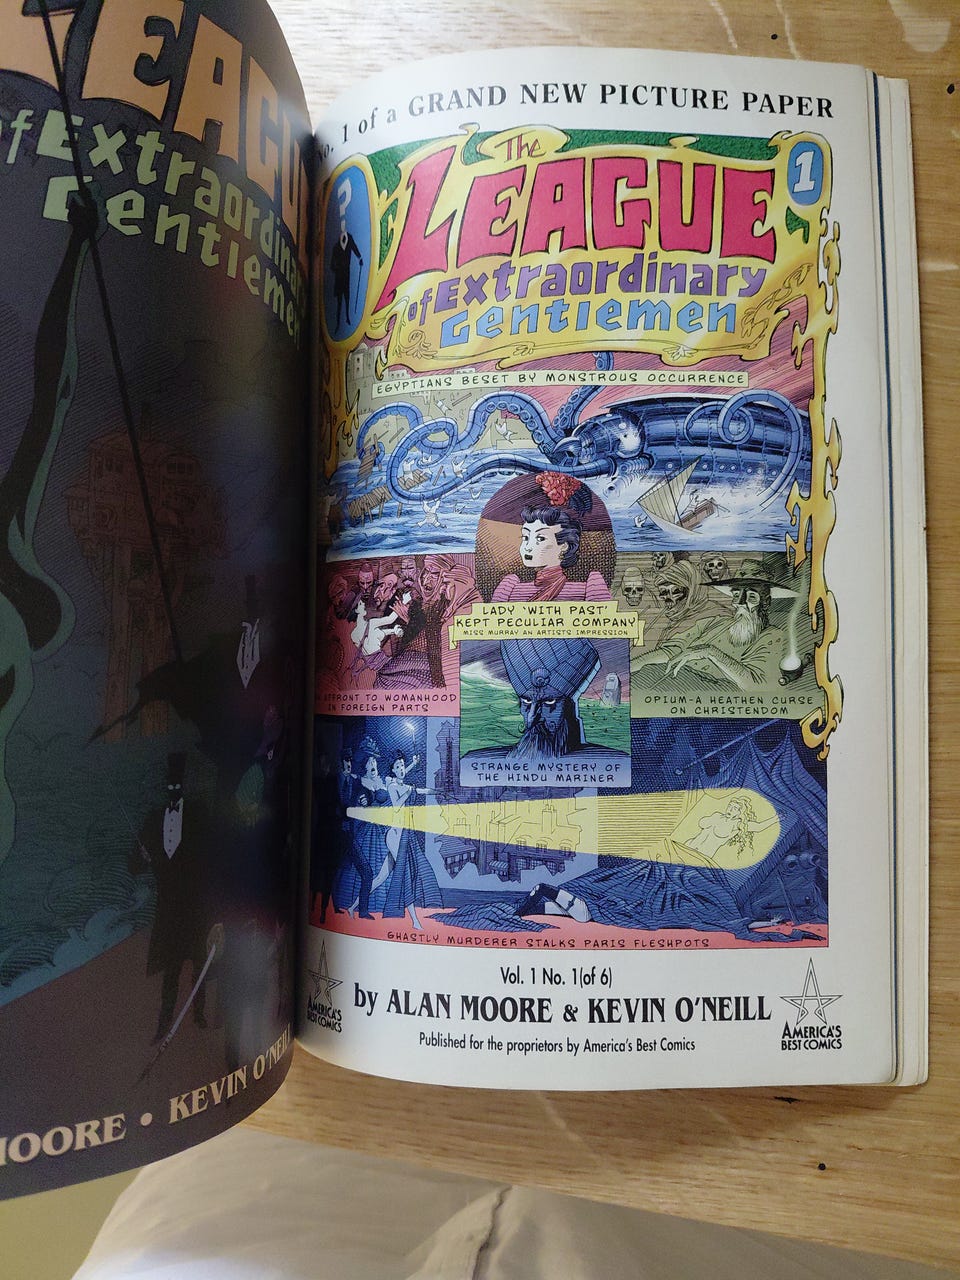 LEAGUE
of Extraordinary
Gentlemen
MOORE • KEVIN O'NEILL
No. 1 of a GRAND NEW PICTURE PAPER
?
1
The
LEAGUE
of Extraordinary
Gentlemen
EGYPTIANS BESET BY MONSTROUS OCCURRENCE
LADY 'WITH PAST'
KEPT PECULIAR COMPANY
MISS MURRAY AN ARTISTS IMPRESSION
AFFRONT TO WOMANHOOD
IN FOREIGN PARTS
OPIUM-A HEATHEN CURSE
ON CHRISTENDOM
STRANGE MYSTERY OF
THE HINDU MARINER
GHASTLY MURDERER STALKS PARIS FLESHPOTS
Vol. 1 No. 1(of 6)
by ALAN MOORE & KEVIN O'NEILL
Published for the proprietors by America's Best Comics
AMERICA'S
BEST COMICS
AMERICA'S
BEST COMICS